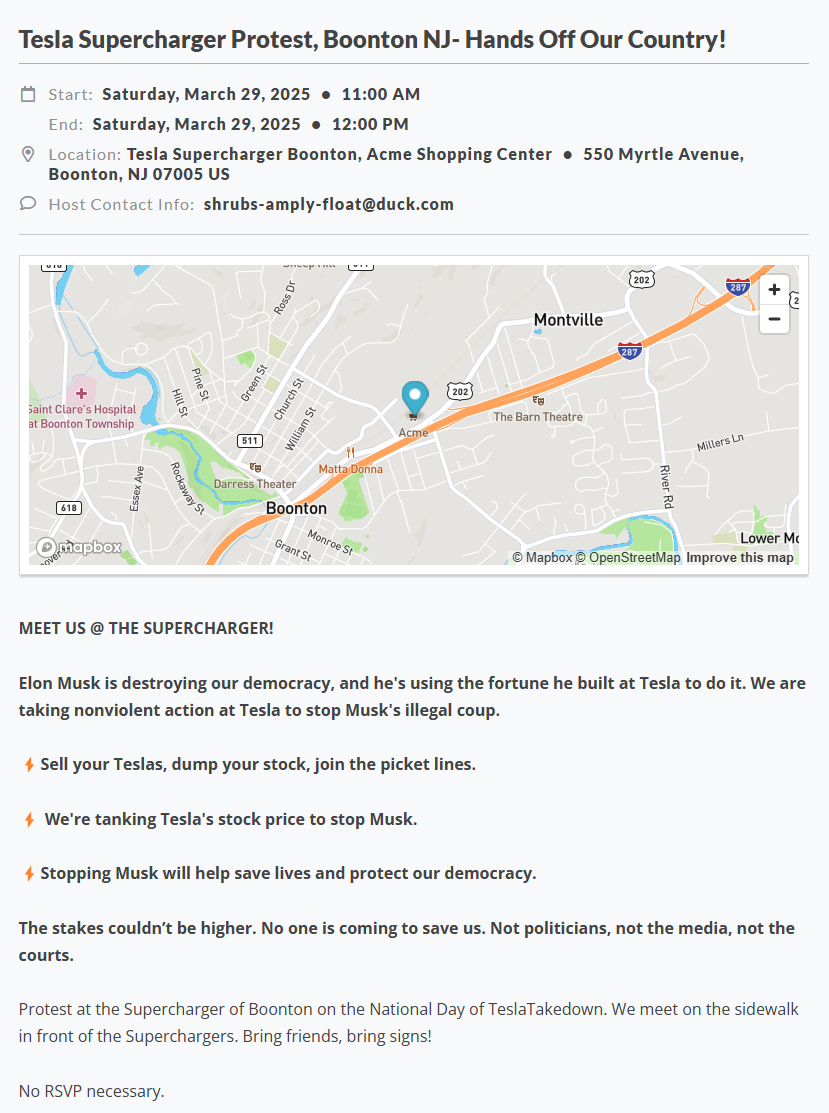 Tesla Supercharger Protest, Boonton NJ- Hands Off Our Country!
Start: Saturday, March 29, 2025 ● 11:00 AM
End: Saturday, March 29, 2025 ● 12:00 PM
Location: Tesla Supercharger Boonton, Acme Shopping Center ● 550 Myrtle Avenue,
Boonton, NJ 07005 US
Host Contact Info: shrubs-amply-float@duck.com
618
Sheep Hill
511
202
287
+
2
Ross Dr
Montville
−
287
Pine St
Green St
Saint Clare's Hospital
at Boonton Township
Hill St
Church St
William St
202
Acme
The Barn Theatre
511
Millers Ln
Matta Donna
Darress Theater
Essex Ave
Rockaway St
River Rd
618
Boonton
Monroe St
Grant St
Lower Mo
mapbox
© Mapbox © OpenStreetMap Improve this map
MEET US @ THE SUPERCHARGER!
Elon Musk is destroying our democracy, and he's using the fortune he built at Tesla to do it. We are
taking nonviolent action at Tesla to stop Musk's illegal coup.
⚡Sell your Teslas, dump your stock, join the picket lines.
⚡ We're tanking Tesla's stock price to stop Musk.
⚡Stopping Musk will help save lives and protect our democracy.
The stakes couldn’t be higher. No one is coming to save us. Not politicians, not the media, not the
courts.
Protest at the Supercharger of Boonton on the National Day of TeslaTakedown. We meet on the sidewalk
in front of the Superchargers. Bring friends, bring signs!
No RSVP necessary.